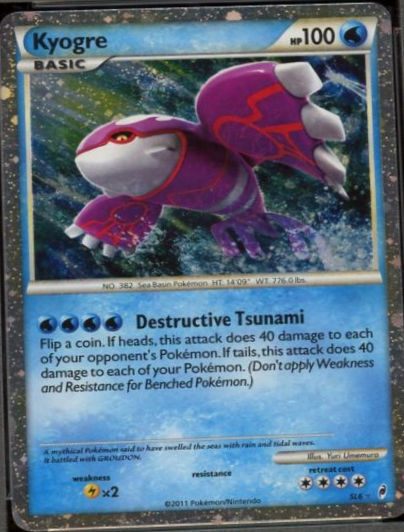 Kyogre HP 100
BASIC
NO. 382 Sea Basin Pokémon HT: 14'09" WT: 776.0 lbs.
Destructive Tsunami
Flip a coin. If heads, this attack does 40 damage to each
of your opponent's Pokémon. If tails, this attack does 40
damage to each of your Pokémon. (Don't apply Weakness
and Resistance for Benched Pokémon.)
A mythical Pokémon said to have swelled the seas with rain and tidal waves.
It battled with GROUDON.
Illus. Yuri Umemura
weakness resistance retreat cost
×2
SL6
©2011 Pokémon/Nintendo